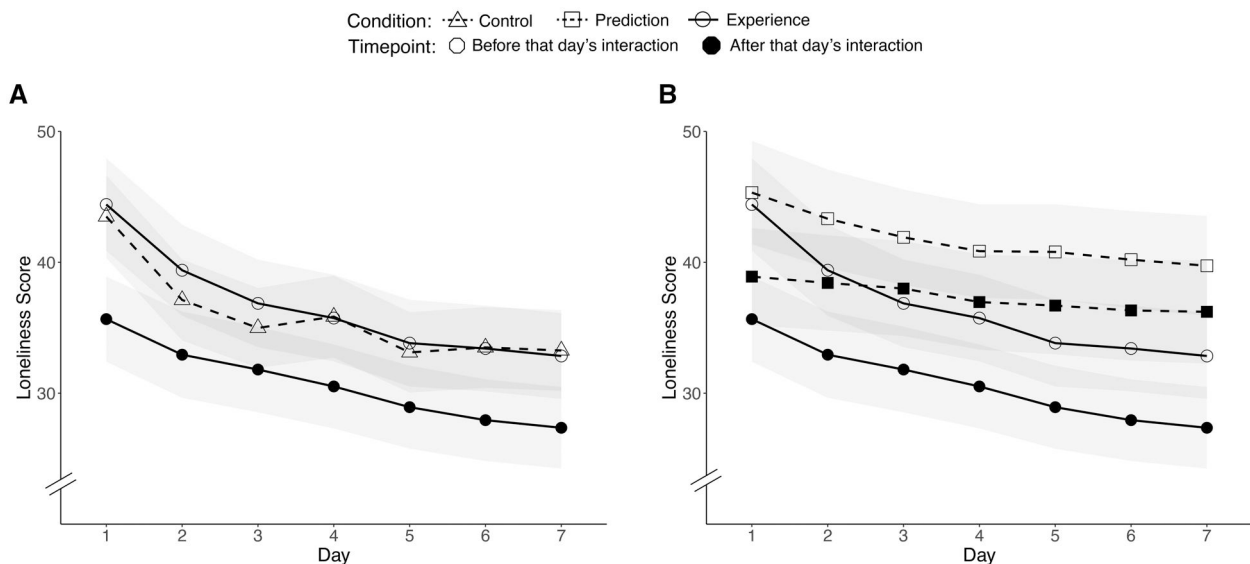 Condition: Control Prediction Experience
Timepoint: Before that day's interaction After that day's interaction
A
50
40
30
Loneliness Score
1 2 3 4 5 6 7
Day
B
50
40
30
Loneliness Score
1 2 3 4 5 6 7
Day